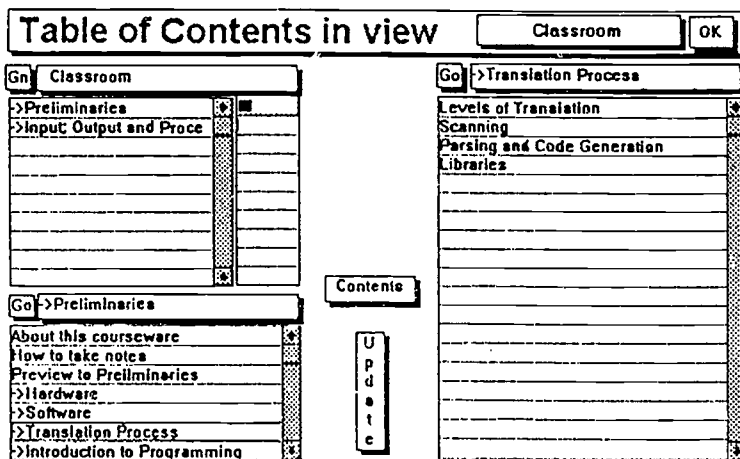 Table of Contents in view
Classroom
OK
Gn
Classroom
->Preliminaries
->Input; Output and Proce
Go
->Preliminaries
About this courseware
How to take notes
Preview to Preliminaries
->Hardware
->Software
->Translation Process
->Introduction to Programming
Contents
Update
Go
->Translation Process
Levels of Translation
Scanning
Parsing and Code Generation
Libraries